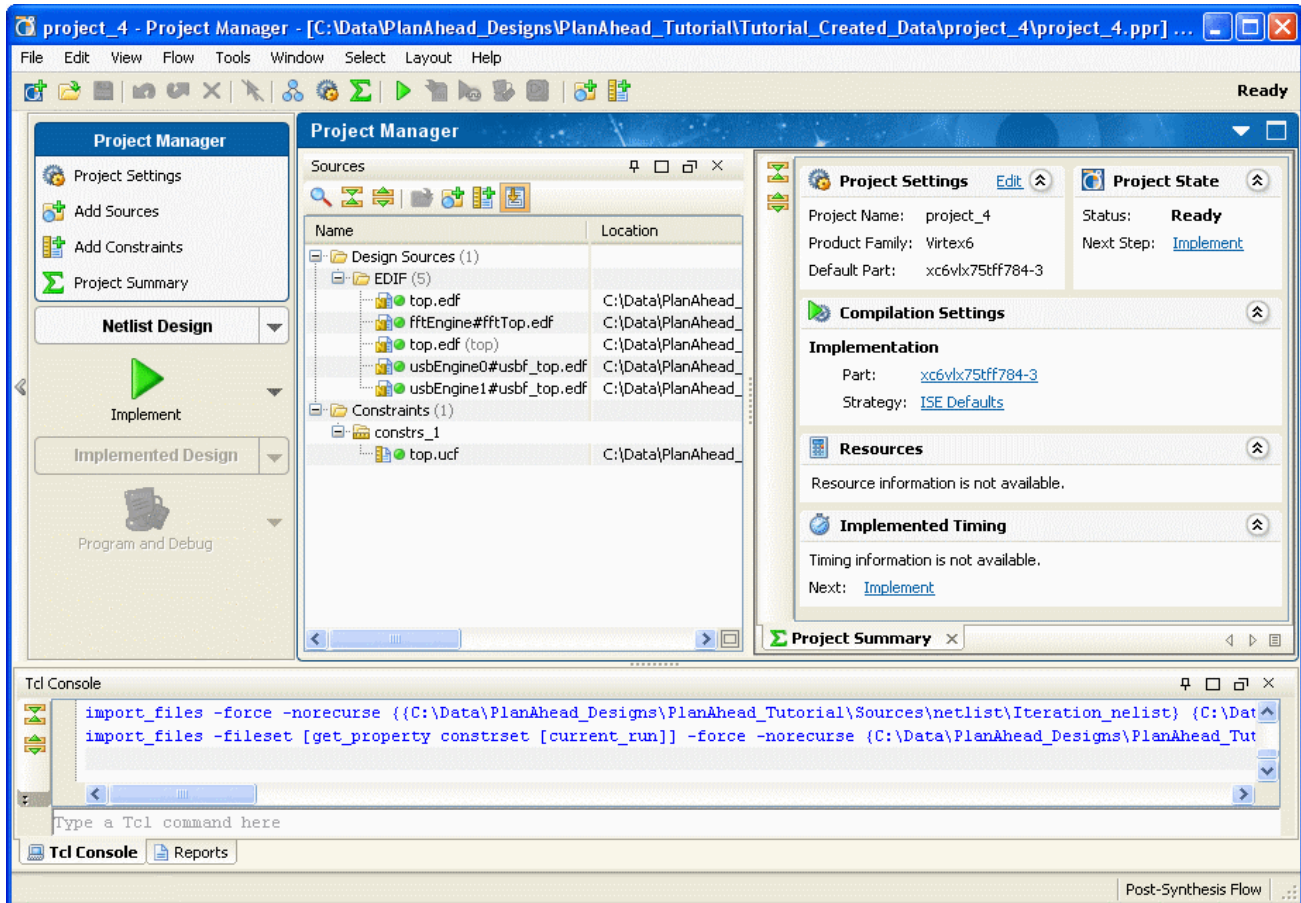 project_4 - Project Manager - [C:\Data\PlanAhead_Designs\PlanAhead_Tutorial\Tutorial_Created_Data\project_4\project_4.ppr] ...
File Edit View Flow Tools Window Select Layout Help
Ready
Project Manager
Project Settings
Add Sources
Add Constraints
Project Summary
Netlist Design
Implement
Implemented Design
Program and Debug
Project Manager
Sources
Name Location
Design Sources (1)
EDIF (5)
top.edf C:\Data\PlanAhead_
fftEngine#fftTop.edf C:\Data\PlanAhead_
top.edf (top) C:\Data\PlanAhead_
usbEngine0#usbf_top.edf C:\Data\PlanAhead_
usbEngine1#usbf_top.edf C:\Data\PlanAhead_
Constraints (1)
constrs_1
top.ucf C:\Data\PlanAhead_
Project Settings Edit
Project Name: project_4
Product Family: Virtex6
Default Part: xc6vlx75tff784-3
Project State
Status: Ready
Next Step: Implement
Compilation Settings
Implementation
Part: xc6vlx75tff784-3
Strategy: ISE Defaults
Resources
Resource information is not available.
Implemented Timing
Timing information is not available.
Next: Implement
Project Summary
Tcl Console
import_files -force -norecurse {{C:\Data\PlanAhead_Designs\PlanAhead_Tutorial\Sources\netlist\Iteration_nelist} {C:\Dat
import_files -fileset [get_property constrset [current_run]] -force -norecurse {C:\Data\PlanAhead_Designs\PlanAhead_Tut
Type a Tcl command here
Tcl Console Reports
Post-Synthesis Flow